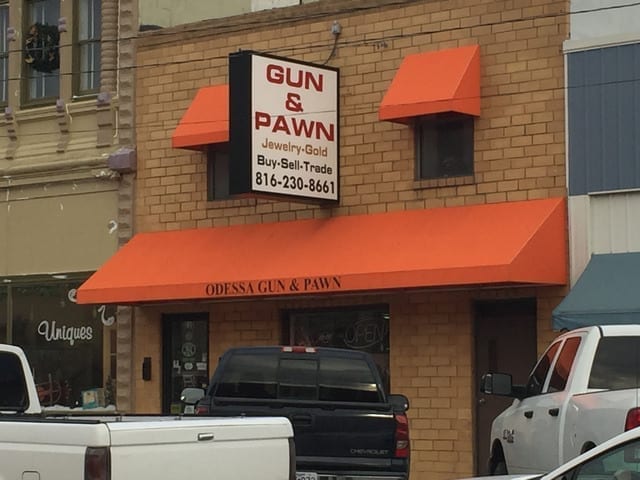 GUN
&
PAWN
Jewelry-Gold
Buy-Sell-Trade
816-230-8661
ODESSA GUN & PAWN
Uniques
OPEN
CHEVROLET